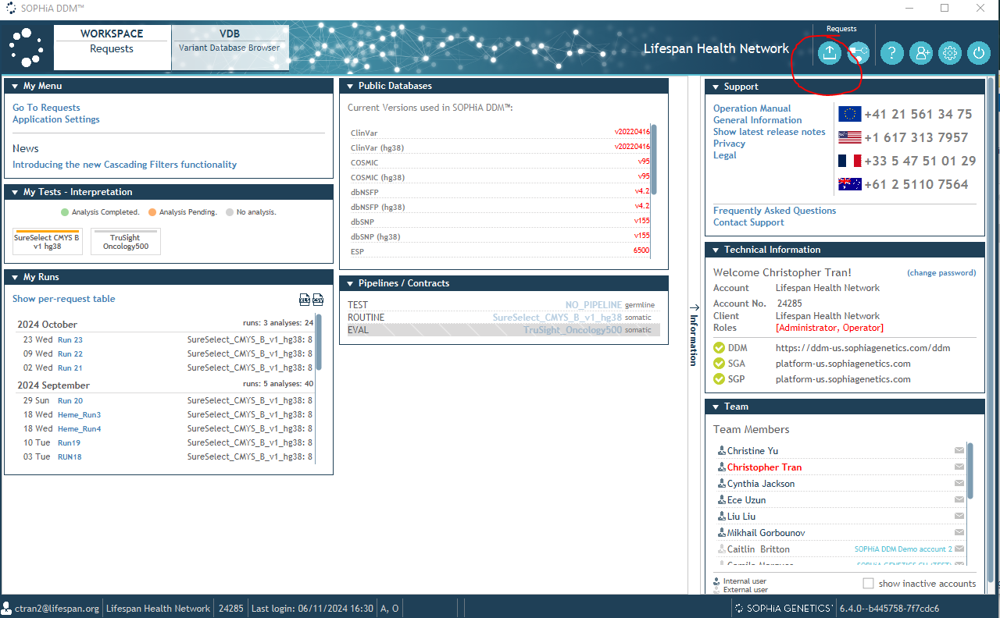 SOPHiA DDM™
WORKSPACE
Requests
VDB
Variant Database Browser
Lifespan Health Network
Requests
?
My Menu
Go To Requests
Application Settings
News
Introducing the new Cascading Filters functionality
My Tests - Interpretation
Analysis Completed. Analysis Pending. No analysis.
SureSelect CMYS B
v1 hg38
TruSight
Oncology500
My Runs
Show per-request table
XLS CSV
2024 October runs: 3 analyses: 24
23 Wed Run 23 SureSelect_CMYS_B_v1_hg38: 8
09 Wed Run 22 SureSelect_CMYS_B_v1_hg38: 8
02 Wed Run 21 SureSelect_CMYS_B_v1_hg38: 8
2024 September runs: 5 analyses: 40
29 Sun Run 20 SureSelect_CMYS_B_v1_hg38: 8
18 Wed Heme_Run3 SureSelect_CMYS_B_v1_hg38: 8
18 Wed Heme_Run4 SureSelect_CMYS_B_v1_hg38: 8
10 Tue Run19 SureSelect_CMYS_B_v1_hg38: 8
03 Tue RUN18 SureSelect_CMYS_B_v1_hg38: 8
Public Databases
Current Versions used in SOPHiA DDM™:
ClinVar v20220416
ClinVar (hg38) v20220416
COSMIC v95
COSMIC (hg38) v95
dbNSFP v4.2
dbNSFP (hg38) v4.2
dbSNP v155
dbSNP (hg38) v155
ESP 6500
Pipelines / Contracts
TEST NO_PIPELINE germline
ROUTINE SureSelect_CMYS_B_v1_hg38 somatic
EVAL TruSight_Oncology500 somatic
Information
Support
Operation Manual
General Information
Show latest release notes
Privacy
Legal
+41 21 561 34 75
+1 617 313 7957
+33 5 47 51 01 29
+61 2 5110 7564
Frequently Asked Questions
Contact Support
Technical Information
Welcome Christopher Tran! (change password)
Account Lifespan Health Network
Account No. 24285
Client Lifespan Health Network
Roles [Administrator, Operator]
DDM https://ddm-us.sophiagenetics.com/ddm
SGA platform-us.sophiagenetics.com
SGP platform-us.sophiagenetics.com
Team
Team Members
Christine Yu
Christopher Tran
Cynthia Jackson
Ece Uzun
Liu Liu
Mikhail Gorbounov
Caitlin Britton SOPHiA DDM Demo account 2
Internal user
External user
show inactive accounts
ctran2@lifespan.org Lifespan Health Network 24285 Last login: 06/11/2024 16:30 A, O
SOPHiA GENETICS™ 6.4.0--b445758-7f7cdc6